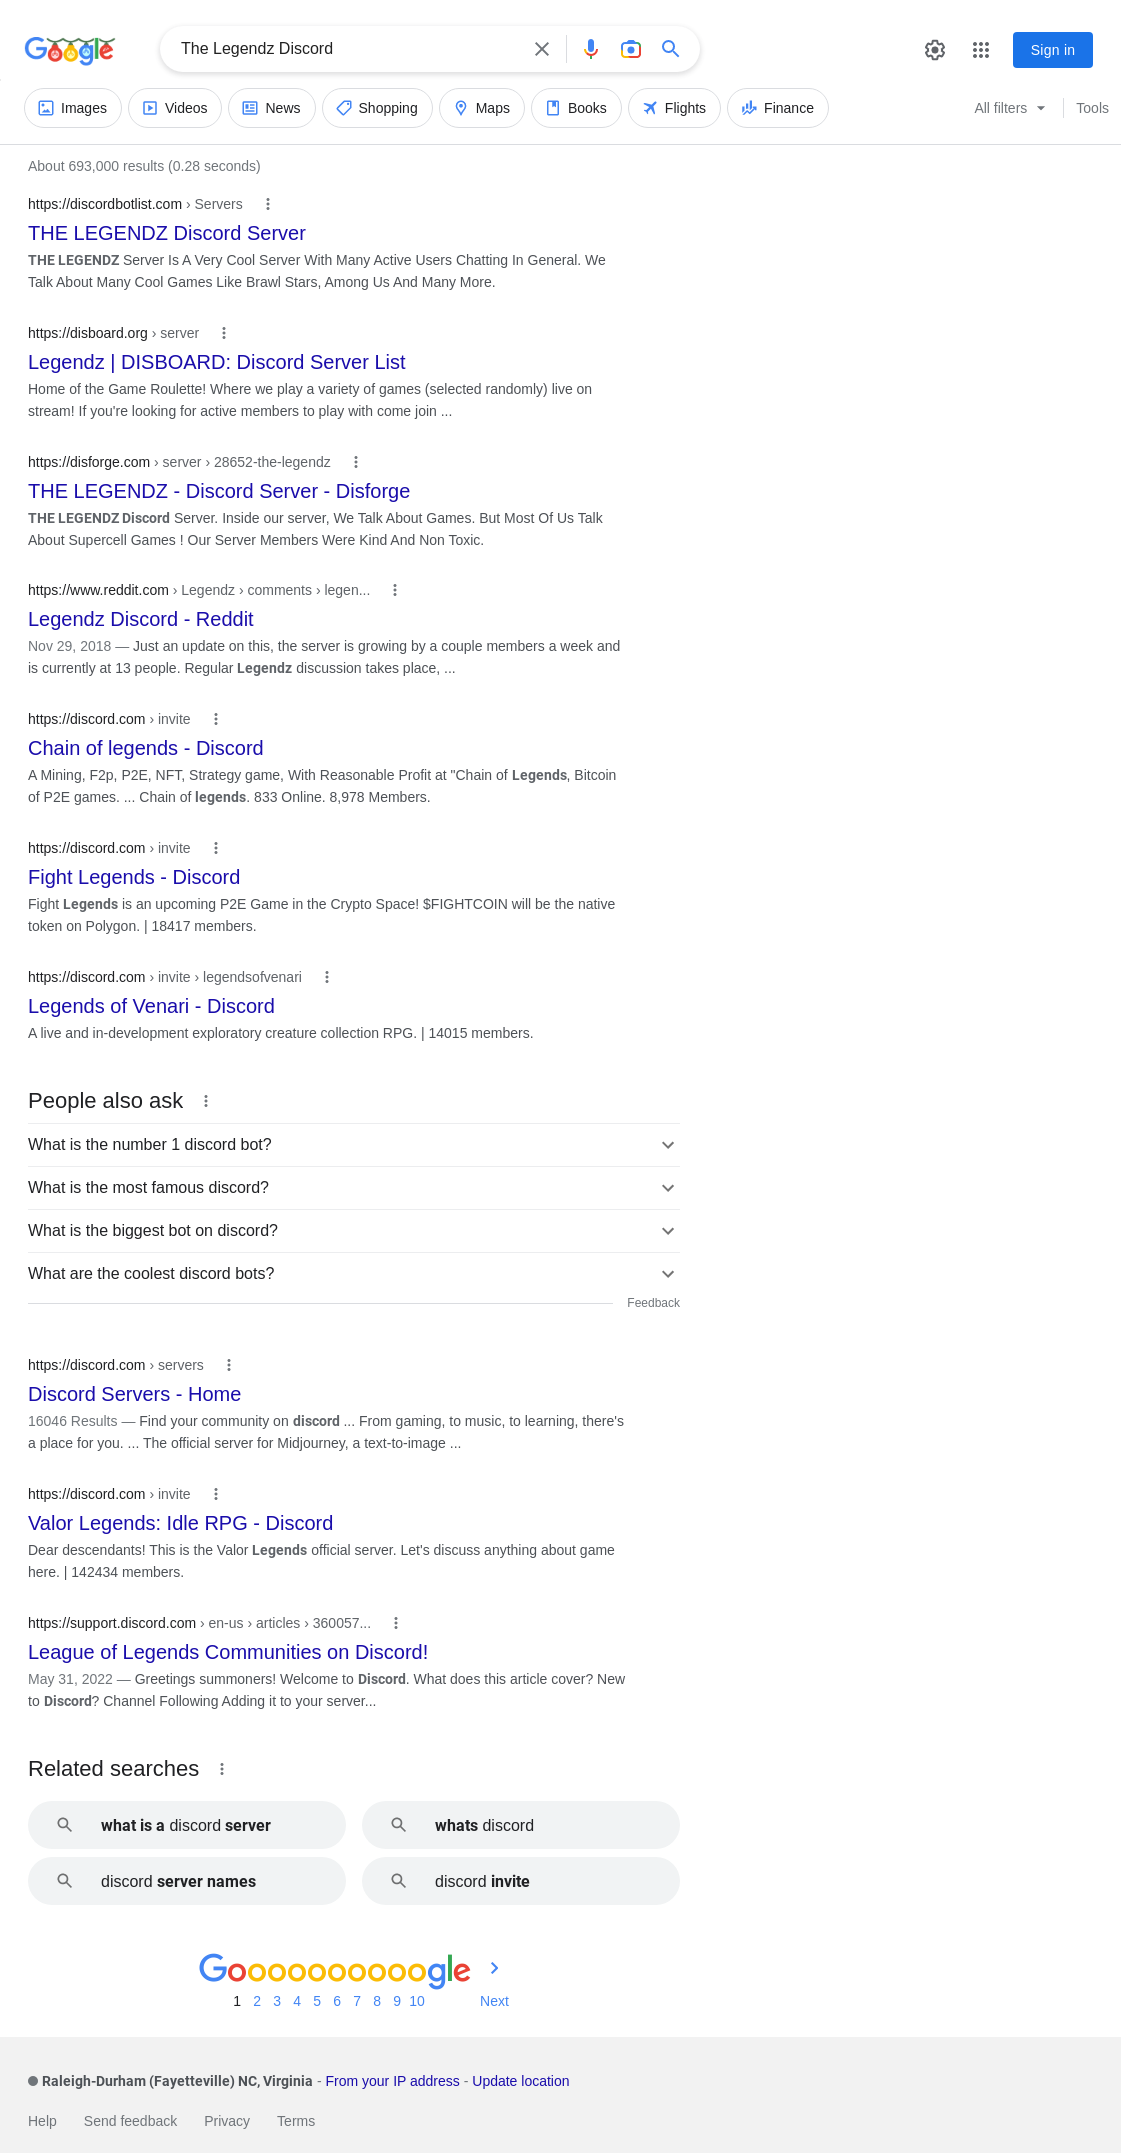 Google
The Legendz Discord
Sign in
Images Videos News Shopping Maps Books Flights Finance All filters Tools
About 693,000 results (0.28 seconds)
https://discordbotlist.com › Servers
THE LEGENDZ Discord Server
THE LEGENDZ Server Is A Very Cool Server With Many Active Users Chatting In General. We
Talk About Many Cool Games Like Brawl Stars, Among Us And Many More.
https://disboard.org › server
Legendz | DISBOARD: Discord Server List
Home of the Game Roulette! Where we play a variety of games (selected randomly) live on
stream! If you're looking for active members to play with come join ...
https://disforge.com › server › 28652-the-legendz
THE LEGENDZ - Discord Server - Disforge
THE LEGENDZ Discord Server. Inside our server, We Talk About Games. But Most Of Us Talk
About Supercell Games ! Our Server Members Were Kind And Non Toxic.
https://www.reddit.com › Legendz › comments › legen...
Legendz Discord - Reddit
Nov 29, 2018 — Just an update on this, the server is growing by a couple members a week and
is currently at 13 people. Regular Legendz discussion takes place, ...
https://discord.com › invite
Chain of legends - Discord
A Mining, F2p, P2E, NFT, Strategy game, With Reasonable Profit at "Chain of Legends, Bitcoin
of P2E games. ... Chain of legends. 833 Online. 8,978 Members.
https://discord.com › invite
Fight Legends - Discord
Fight Legends is an upcoming P2E Game in the Crypto Space! $FIGHTCOIN will be the native
token on Polygon. | 18417 members.
https://discord.com › invite › legendsofvenari
Legends of Venari - Discord
A live and in-development exploratory creature collection RPG. | 14015 members.
People also ask
What is the number 1 discord bot?
What is the most famous discord?
What is the biggest bot on discord?
What are the coolest discord bots?
Feedback
https://discord.com › servers
Discord Servers - Home
16046 Results — Find your community on discord ... From gaming, to music, to learning, there's
a place for you. ... The official server for Midjourney, a text-to-image ...
https://discord.com › invite
Valor Legends: Idle RPG - Discord
Dear descendants! This is the Valor Legends official server. Let's discuss anything about game
here. | 142434 members.
https://support.discord.com › en-us › articles › 360057...
League of Legends Communities on Discord!
May 31, 2022 — Greetings summoners! Welcome to Discord. What does this article cover? New
to Discord? Channel Following Adding it to your server...
Related searches
what is a discord server
whats discord
discord server names
discord invite
Goooooooooogle
1 2 3 4 5 6 7 8 9 10 Next
Raleigh-Durham (Fayetteville) NC, Virginia - From your IP address - Update location
Help Send feedback Privacy Terms